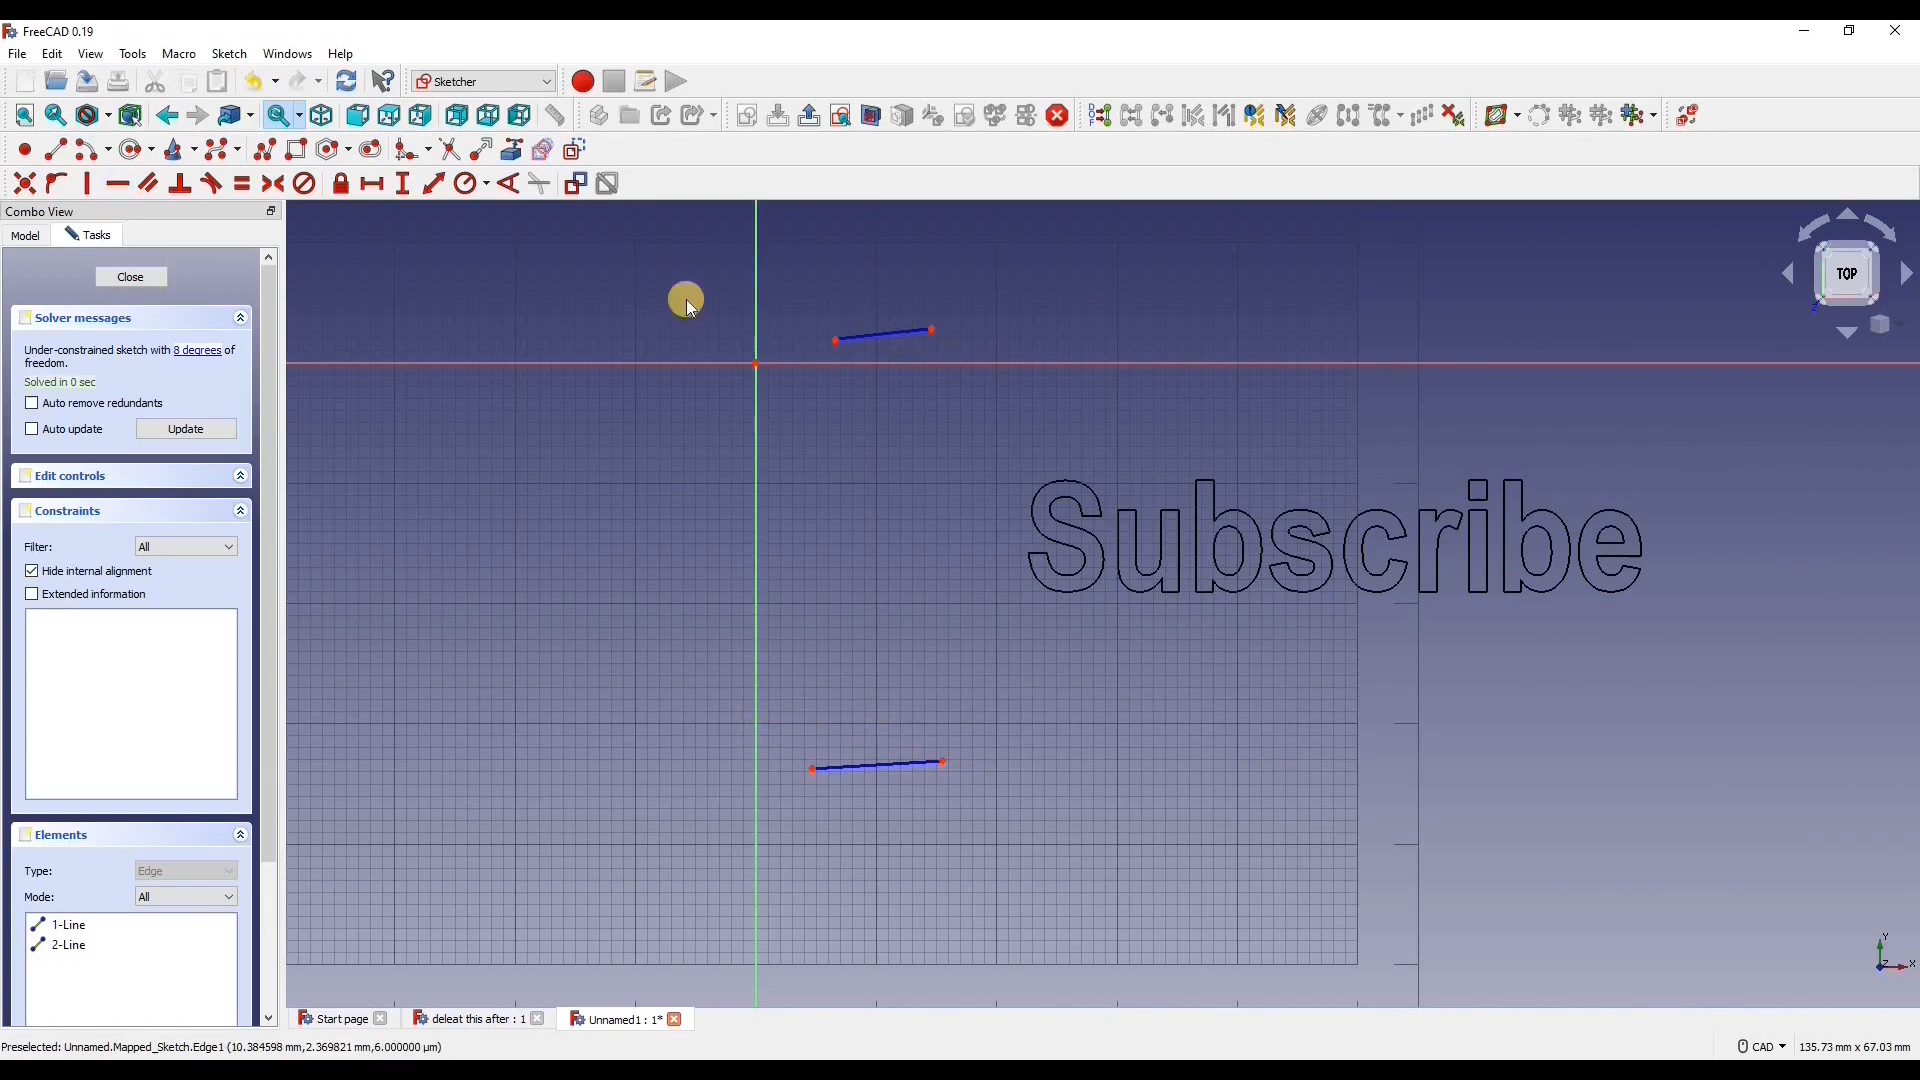 FreeCAD 0.19
File Edit View Tools Macro Sketch Windows Help
Sketcher
Combo View
Model Tasks
Close
Solver messages
Under-constrained sketch with 8 degrees of
freedom.
Solved in 0 sec
Auto remove redundants
Auto update Update
Edit controls
Constraints
Filter: All
Hide internal alignment
Extended information
Elements
Type: Edge
Mode: All
1-Line
2-Line
TOP
Subscribe
Y
Z X
Start page deleat this after : 1 Unnamed1 : 1*
Preselected: Unnamed.Mapped_Sketch.Edge1 (10.384598 mm,2.369821 mm,6.000000 µm) CAD 135.73 mm x 67.03 mm